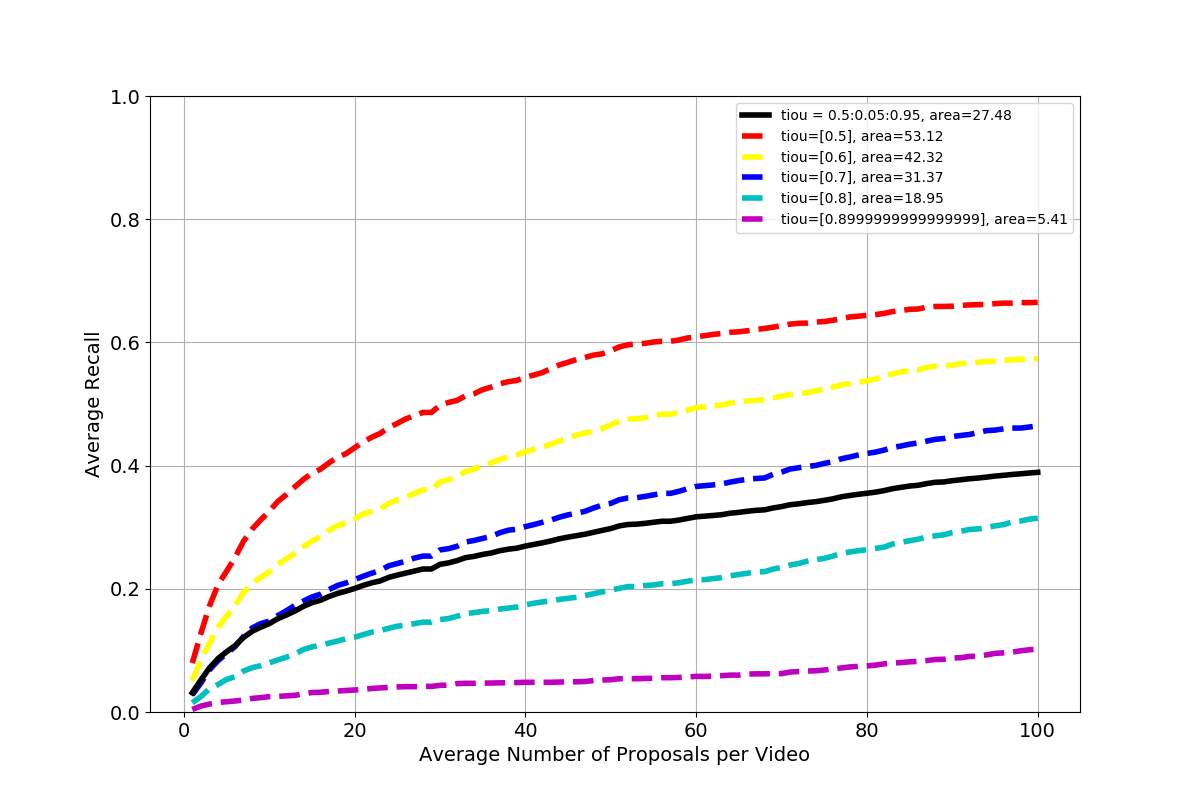 1.0
0.8
0.6
0.4
0.2
0.0
Average Recall
tiou = 0.5:0.05:0.95, area=27.48
tiou=[0.5], area=53.12
tiou=[0.6], area=42.32
tiou=[0.7], area=31.37
tiou=[0.8], area=18.95
tiou=[0.8999999999999999], area=5.41
0 20 40 60 80 100
Average Number of Proposals per Video